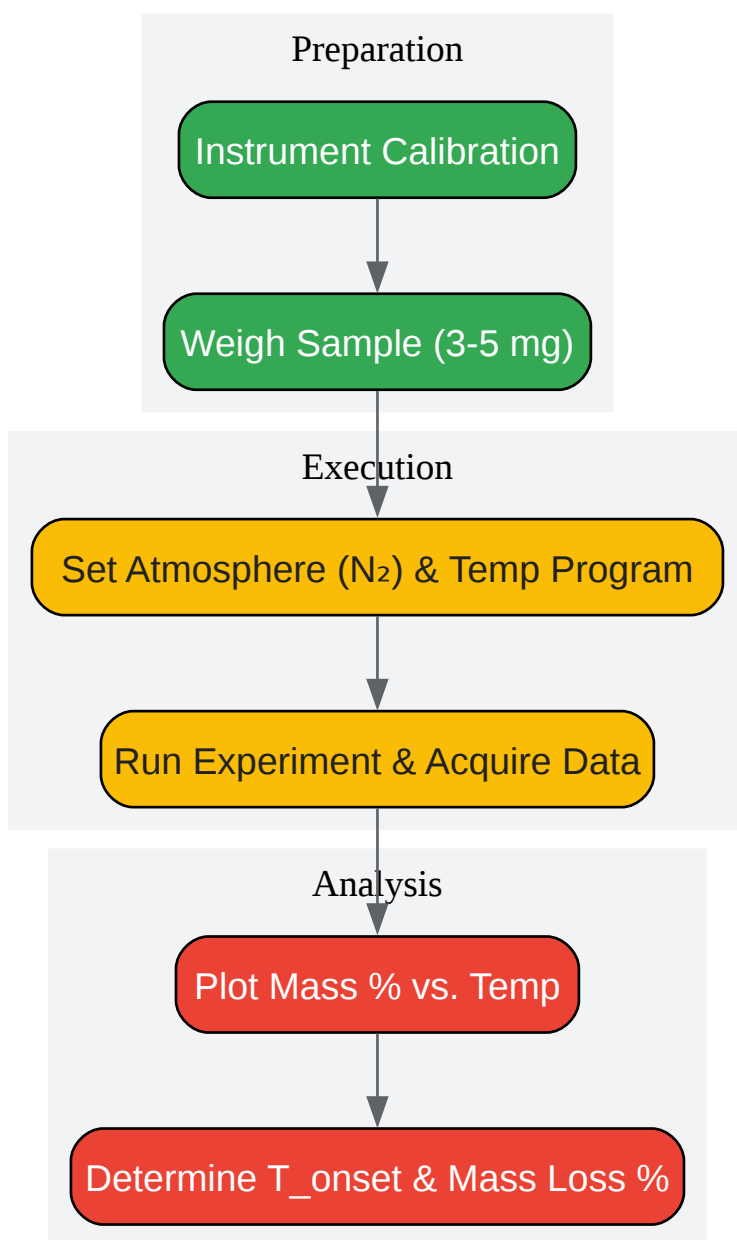 Preparation
Instrument Calibration
Weigh Sample (3-5 mg)
Execution
Set Atmosphere (N₂) & Temp Program
Run Experiment & Acquire Data
Analysis
Plot Mass % vs. Temp
Determine T_onset & Mass Loss %